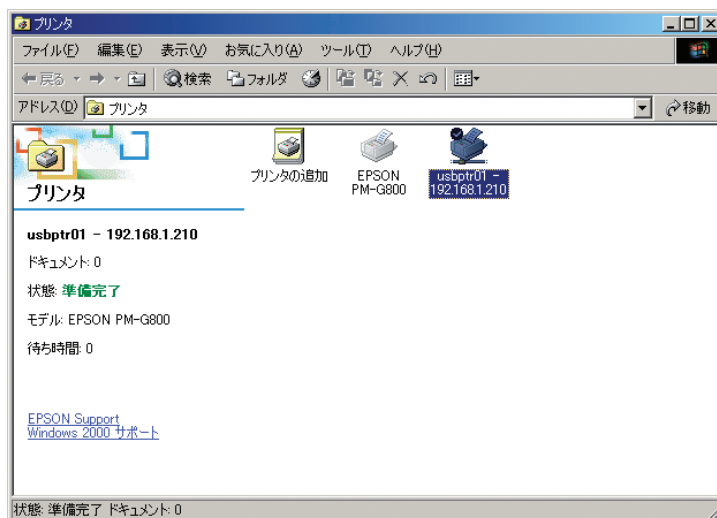 プリンタ
ファイル(F) 編集(E) 表示(V) お気に入り(A) ツール(T) ヘルプ(H)
戻る 検索 フォルダ
アドレス(D) プリンタ 移動
プリンタの追加
EPSON
PM-G800
usbptr01 -
192.168.1.210
プリンタ
usbptr01 - 192.168.1.210
ドキュメント: 0
状態: 準備完了
モデル: EPSON PM-G800
待ち時間: 0
EPSON Support
Windows 2000 サポート
状態: 準備完了 ドキュメント: 0